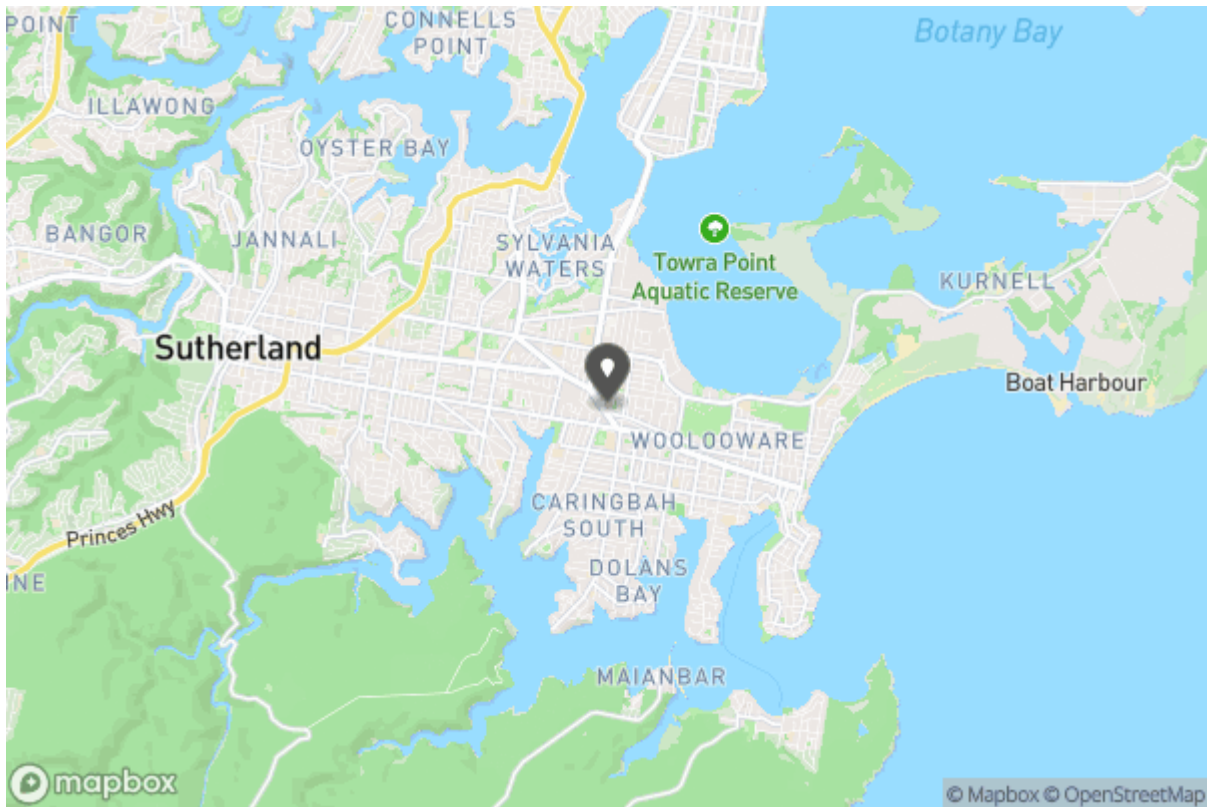 POINT
CONNELLS
POINT
Botany Bay
ILLAWONG
OYSTER BAY
BANGOR
JANNALI
SYLVANIA
WATERS
Towra Point
Aquatic Reserve
KURNELL
Sutherland
Boat Harbour
WOOLOOWARE
CARINGBAH
SOUTH
Princes Hwy
DOLANS
BAY
INE
MAIANBAR
mapbox
© Mapbox © OpenStreetMap